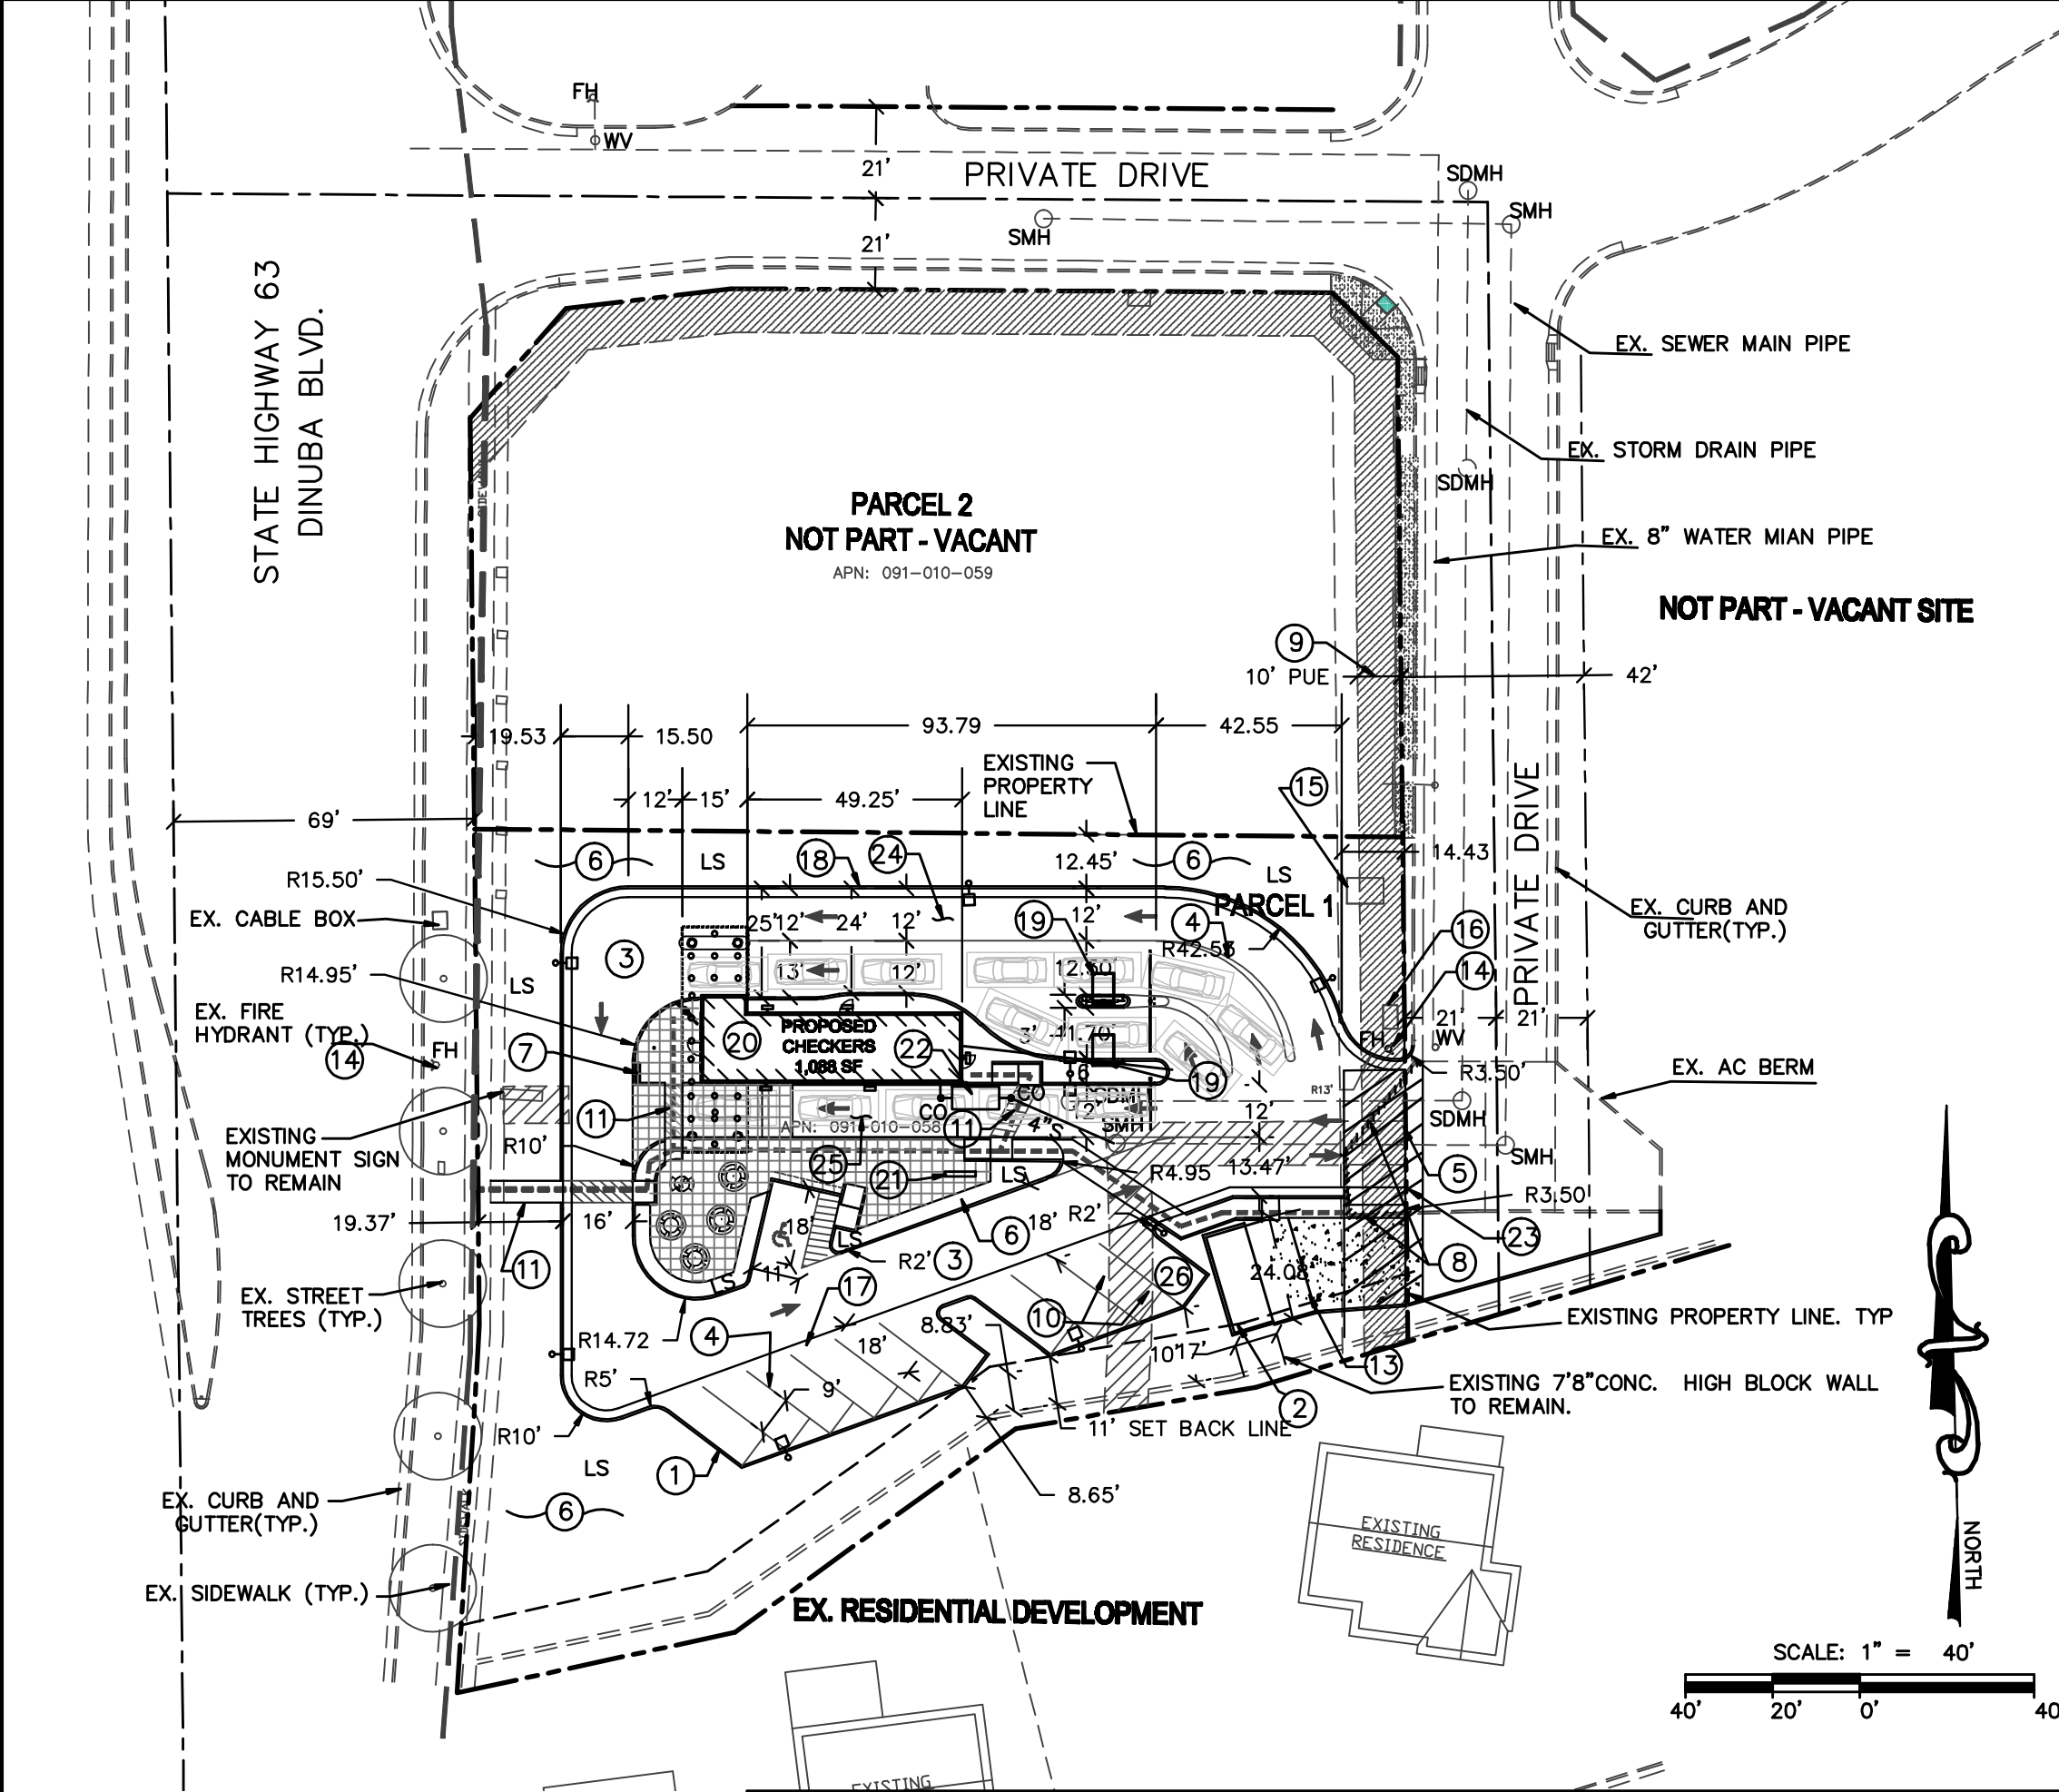 FH
WV
21'
PRIVATE DRIVE
SDMH
SMH
SMH
21'
STATE HIGHWAY 63
DINUBA BLVD.
EX. SEWER MAIN PIPE
EX. STORM DRAIN PIPE
SDMH
PARCEL 2
NOT PART - VACANT
APN: 091-010-059
EX. 8" WATER MIAN PIPE
NOT PART - VACANT SITE
SIDEWALK
9
10' PUE
42'
19.53
15.50
93.79
42.55
EXISTING
PROPERTY
LINE
12'
15'
49.25'
15
69'
PRIVATE DRIVE
6
LS
18
24
12.45'
6
LS
14.43
R15.50'
EX. CABLE BOX
PARCEL 1
EX. CURB AND
GUTTER(TYP.)
25'
12'
24'
12'
19
12'
4
16
R42.55
3
14
R14.95'
LS
13'
12'
12.50'
EX. FIRE
HYDRANT (TYP.)
14
FH
7
20
PROPOSED
CHECKERS
1,088 SF
22
3'
11.70'
21'
21'
FH
WV
19
R3.50'
EX. AC BERM
6
R13'
11
CO
CO
SDMH
12'
SDMH
APN: 091-010-058
11
4"S
SMH
EXISTING
MONUMENT SIGN
TO REMAIN
R10'
25
21
LS
R4.95
13.47'
5
SMH
R3.50
19.37'
16'
18'
18'
R2'
6
23
11
LS
R2'
3
26
24.08
8
EX. STREET
TREES (TYP.)
11'
17
EXISTING PROPERTY LINE. TYP
R14.72
4
18'
8.83'
10
10'
17'
13
R5'
9'
EXISTING 7'8"CONC. HIGH BLOCK WALL
TO REMAIN.
2
R10'
11' SET BACK LINE
LS
1
8.65'
EX. CURB AND
GUTTER(TYP.)
6
SIDEWALK
EXISTING
RESIDENCE
NORTH
EX. SIDEWALK (TYP.)
EX. RESIDENTIAL DEVELOPMENT
SCALE: 1" = 40'
40'
20'
0'
40
EXISTING